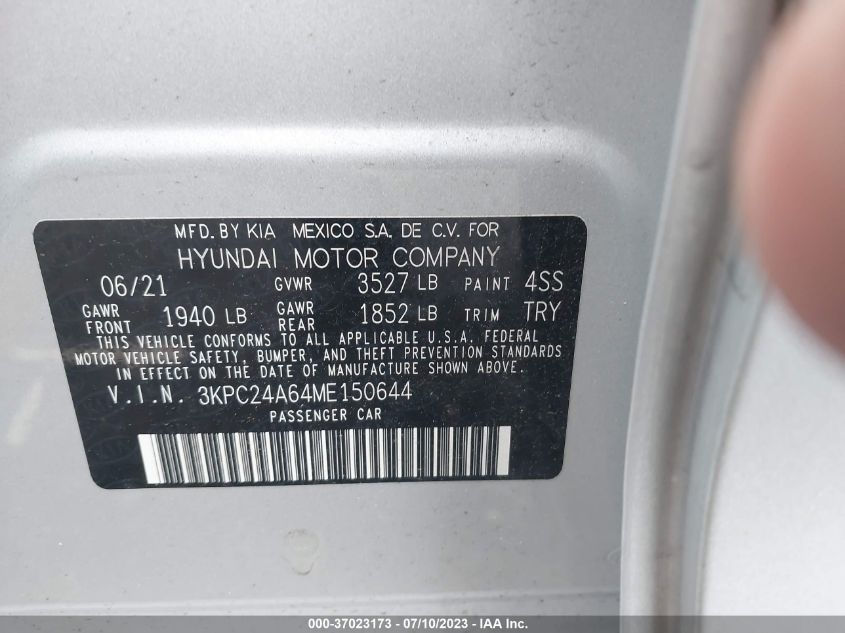 MFD. BY KIA MEXICO S.A. DE C.V. FOR
HYUNDAI MOTOR COMPANY
06/21 GVWR 3527 LB PAINT 4SS
GAWR FRONT 1940 LB GAWR REAR 1852 LB TRIM TRY
THIS VEHICLE CONFORMS TO ALL APPLICABLE U.S.A. FEDERAL
MOTOR VEHICLE SAFETY, BUMPER, AND THEFT PREVENTION STANDARDS
IN EFFECT ON THE DATE OF MANUFACTURE SHOWN ABOVE.
V.I.N. 3KPC24A64ME150644
PASSENGER CAR
000-37023173 - 07/10/2023 - IAA Inc.